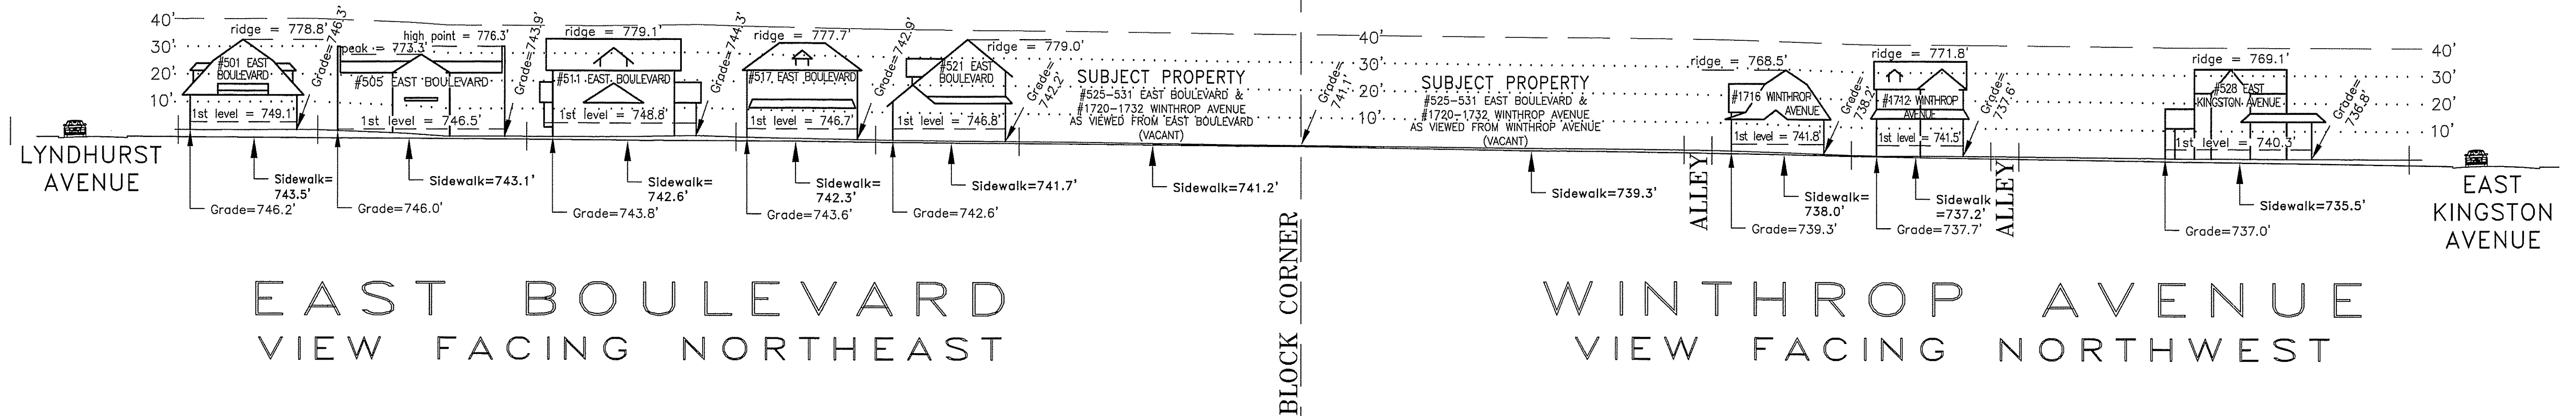 40'
30'
20'
10'
ridge = 778.8'
Grade=746.3'
#501 EAST
BOULEVARD
1st level = 749.1'
peak = 773.3'
high point = 776.3'
Grade=743.9'
#505 EAST BOULEVARD
1st level = 746.5'
ridge = 779.1'
Grade=744.3'
#511 EAST BOULEVARD
1st level = 748.8'
ridge = 777.7'
Grade=742.9'
#517 EAST BOULEVARD
1st level = 746.7'
ridge = 779.0'
#521 EAST
BOULEVARD
1st level = 746.8'
Grade=
742.2'
SUBJECT PROPERTY
#525-531 EAST BOULEVARD &
#1720-1732 WINTHROP AVENUE
AS VIEWED FROM EAST BOULEVARD
(VACANT)
Grade=
741.1'
40'
30'
20'
10'
SUBJECT PROPERTY
#525-531 EAST BOULEVARD &
#1720-1732 WINTHROP AVENUE
AS VIEWED FROM WINTHROP AVENUE
(VACANT)
ridge = 768.5'
#1716 WINTHROP
AVENUE
1st level =741.8'
Grade=
738.2'
ridge = 771.8'
#1712 WINTHROP
AVENUE
1st level =741.5'
Grade=
737.6'
ridge = 769.1'
#528 EAST
KINGSTON AVENUE
1st level = 740.3'
Grade=
736.8'
40'
30'
20'
10'
LYNDHURST
AVENUE
Sidewalk=
743.5'
Grade=746.2'
Sidewalk=743.1'
Grade=746.0'
Sidewalk=
742.6'
Grade=743.8'
Sidewalk=
742.3'
Grade=743.6'
Sidewalk=741.7'
Grade=742.6'
Sidewalk=741.2'
Sidewalk=739.3'
ALLEY
Sidewalk=
738.0'
Grade=739.3'
Sidewalk
=737.2'
Grade=737.7'
ALLEY
Sidewalk=735.5'
Grade=737.0'
EAST
KINGSTON
AVENUE
BLOCK CORNER
EAST BOULEVARD
VIEW FACING NORTHEAST
WINTHROP AVENUE
VIEW FACING NORTHWEST